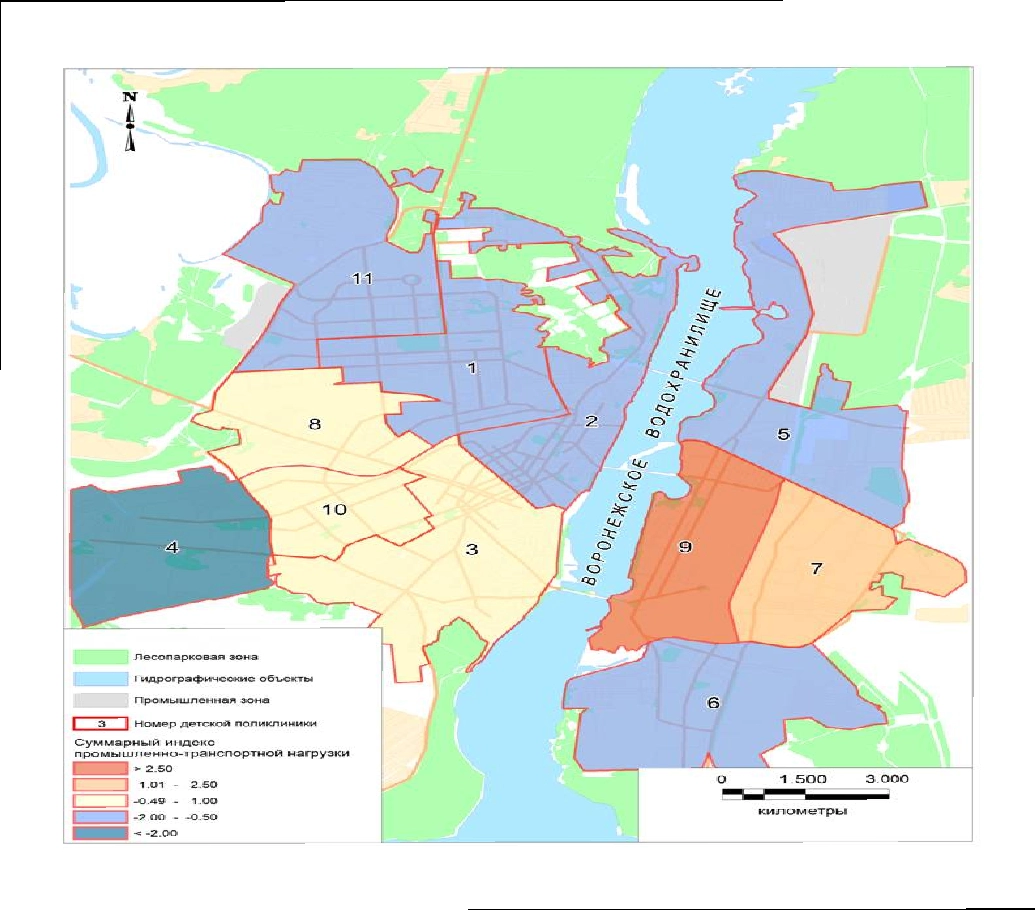 N
11
1
8
2
5
10
4
3
9
7
6
ВОРОНЕЖСКОЕ ВОДОХРАНИЛИЩЕ
Лесопарковая зона
Гидрографические объекты
Промышленная зона
3 Номер детской поликлиники
Суммарный индекс
промышленно-транспортной нагрузки
> 2.50
1.01 - 2.50
-0.49 - 1.00
-2.00 - -0.50
< -2.00
0 1.500 3.000
километры